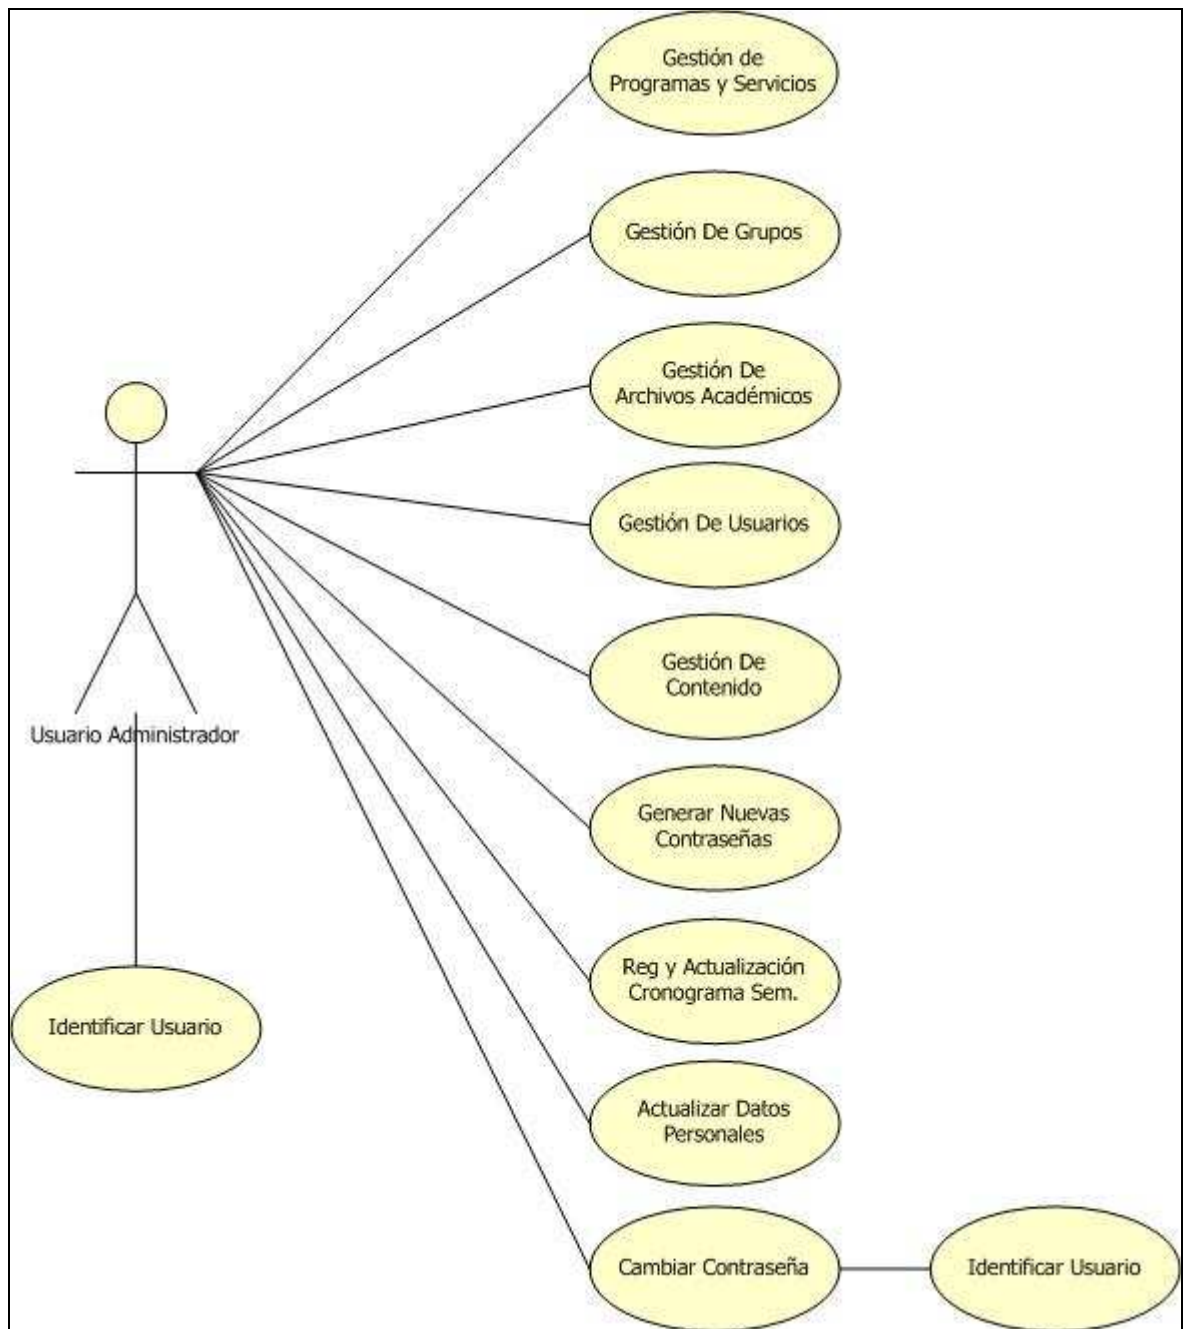 Gestión de
Programas y Servicios
Gestión De Grupos
Gestión De
Archivos Académicos
Gestión De Usuarios
Gestión De
Contenido
Usuario Administrador
Generar Nuevas
Contraseñas
Reg y Actualización
Cronograma Sem.
Identificar Usuario
Actualizar Datos
Personales
Cambiar Contraseña
Identificar Usuario